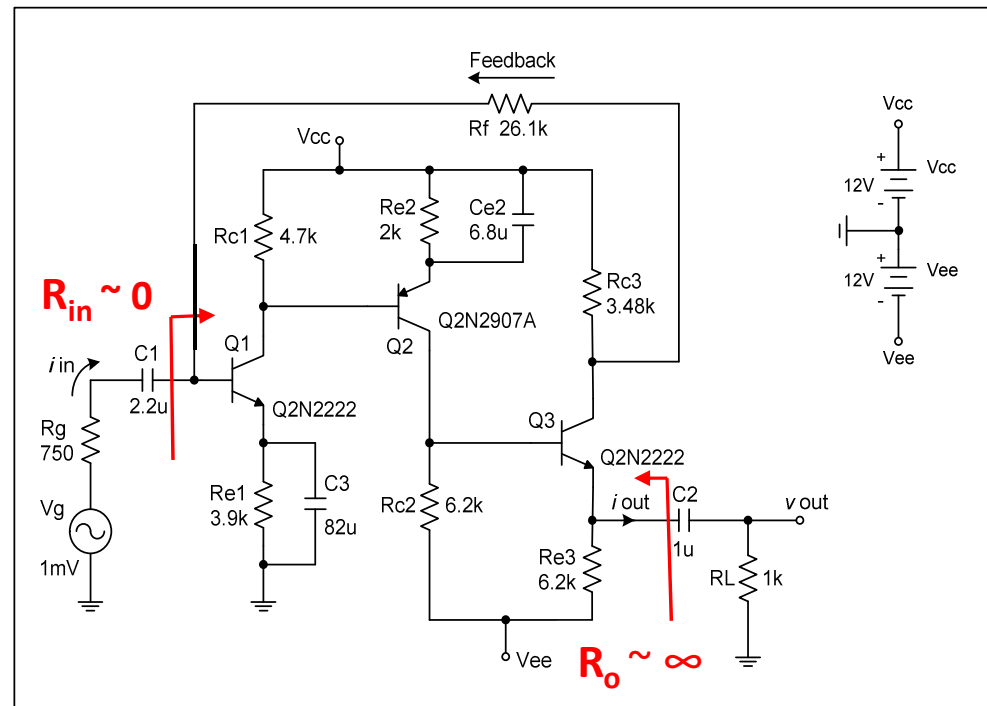 Feedback
Rf 26.1k
Vcc
Vcc
+
Vcc
12V
-
+
Vee
12V
-
Vee
Re2
2k
Ce2
6.8u
Rc1
4.7k
Rc3
3.48k
Rin ~ 0
Q2N2907A
Q2
Q1
i in
C1
2.2u
Q2N2222
Q3
Q2N2222
Rg
750
Re1
3.9k
C3
82u
Rc2
6.2k
i out
C2
1u
v out
Vg
1mV
Re3
6.2k
RL
1k
Vee
Ro ~ ∞